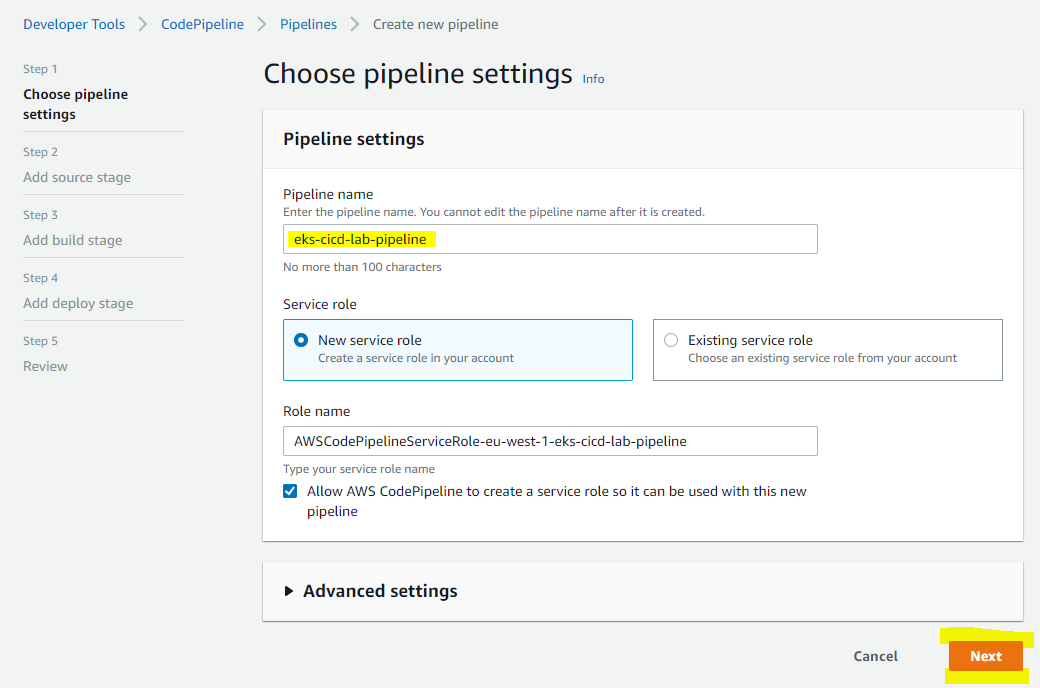 Developer Tools > CodePipeline > Pipelines > Create new pipeline
Step 1
Choose pipeline
settings
Step 2
Add source stage
Step 3
Add build stage
Step 4
Add deploy stage
Step 5
Review
Choose pipeline settings Info
Pipeline settings
Pipeline name
Enter the pipeline name. You cannot edit the pipeline name after it is created.
eks-cicd-lab-pipeline
No more than 100 characters
Service role
New service role
Create a service role in your account
Existing service role
Choose an existing service role from your account
Role name
AWSCodePipelineServiceRole-eu-west-1-eks-cicd-lab-pipeline
Type your service role name
Allow AWS CodePipeline to create a service role so it can be used with this new
pipeline
Advanced settings
Cancel
Next